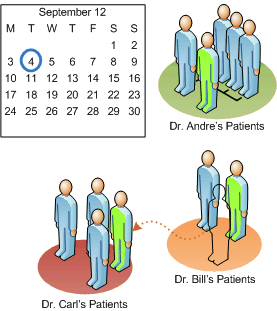 September 12
M T W T F S S
1 2
3 4 5 6 7 8 9
10 11 12 13 14 15 16
17 18 19 20 21 22 23
24 25 26 27 28 29 30
Dr. Andre's Patients
Dr. Bill's Patients
Dr. Carl's Patients